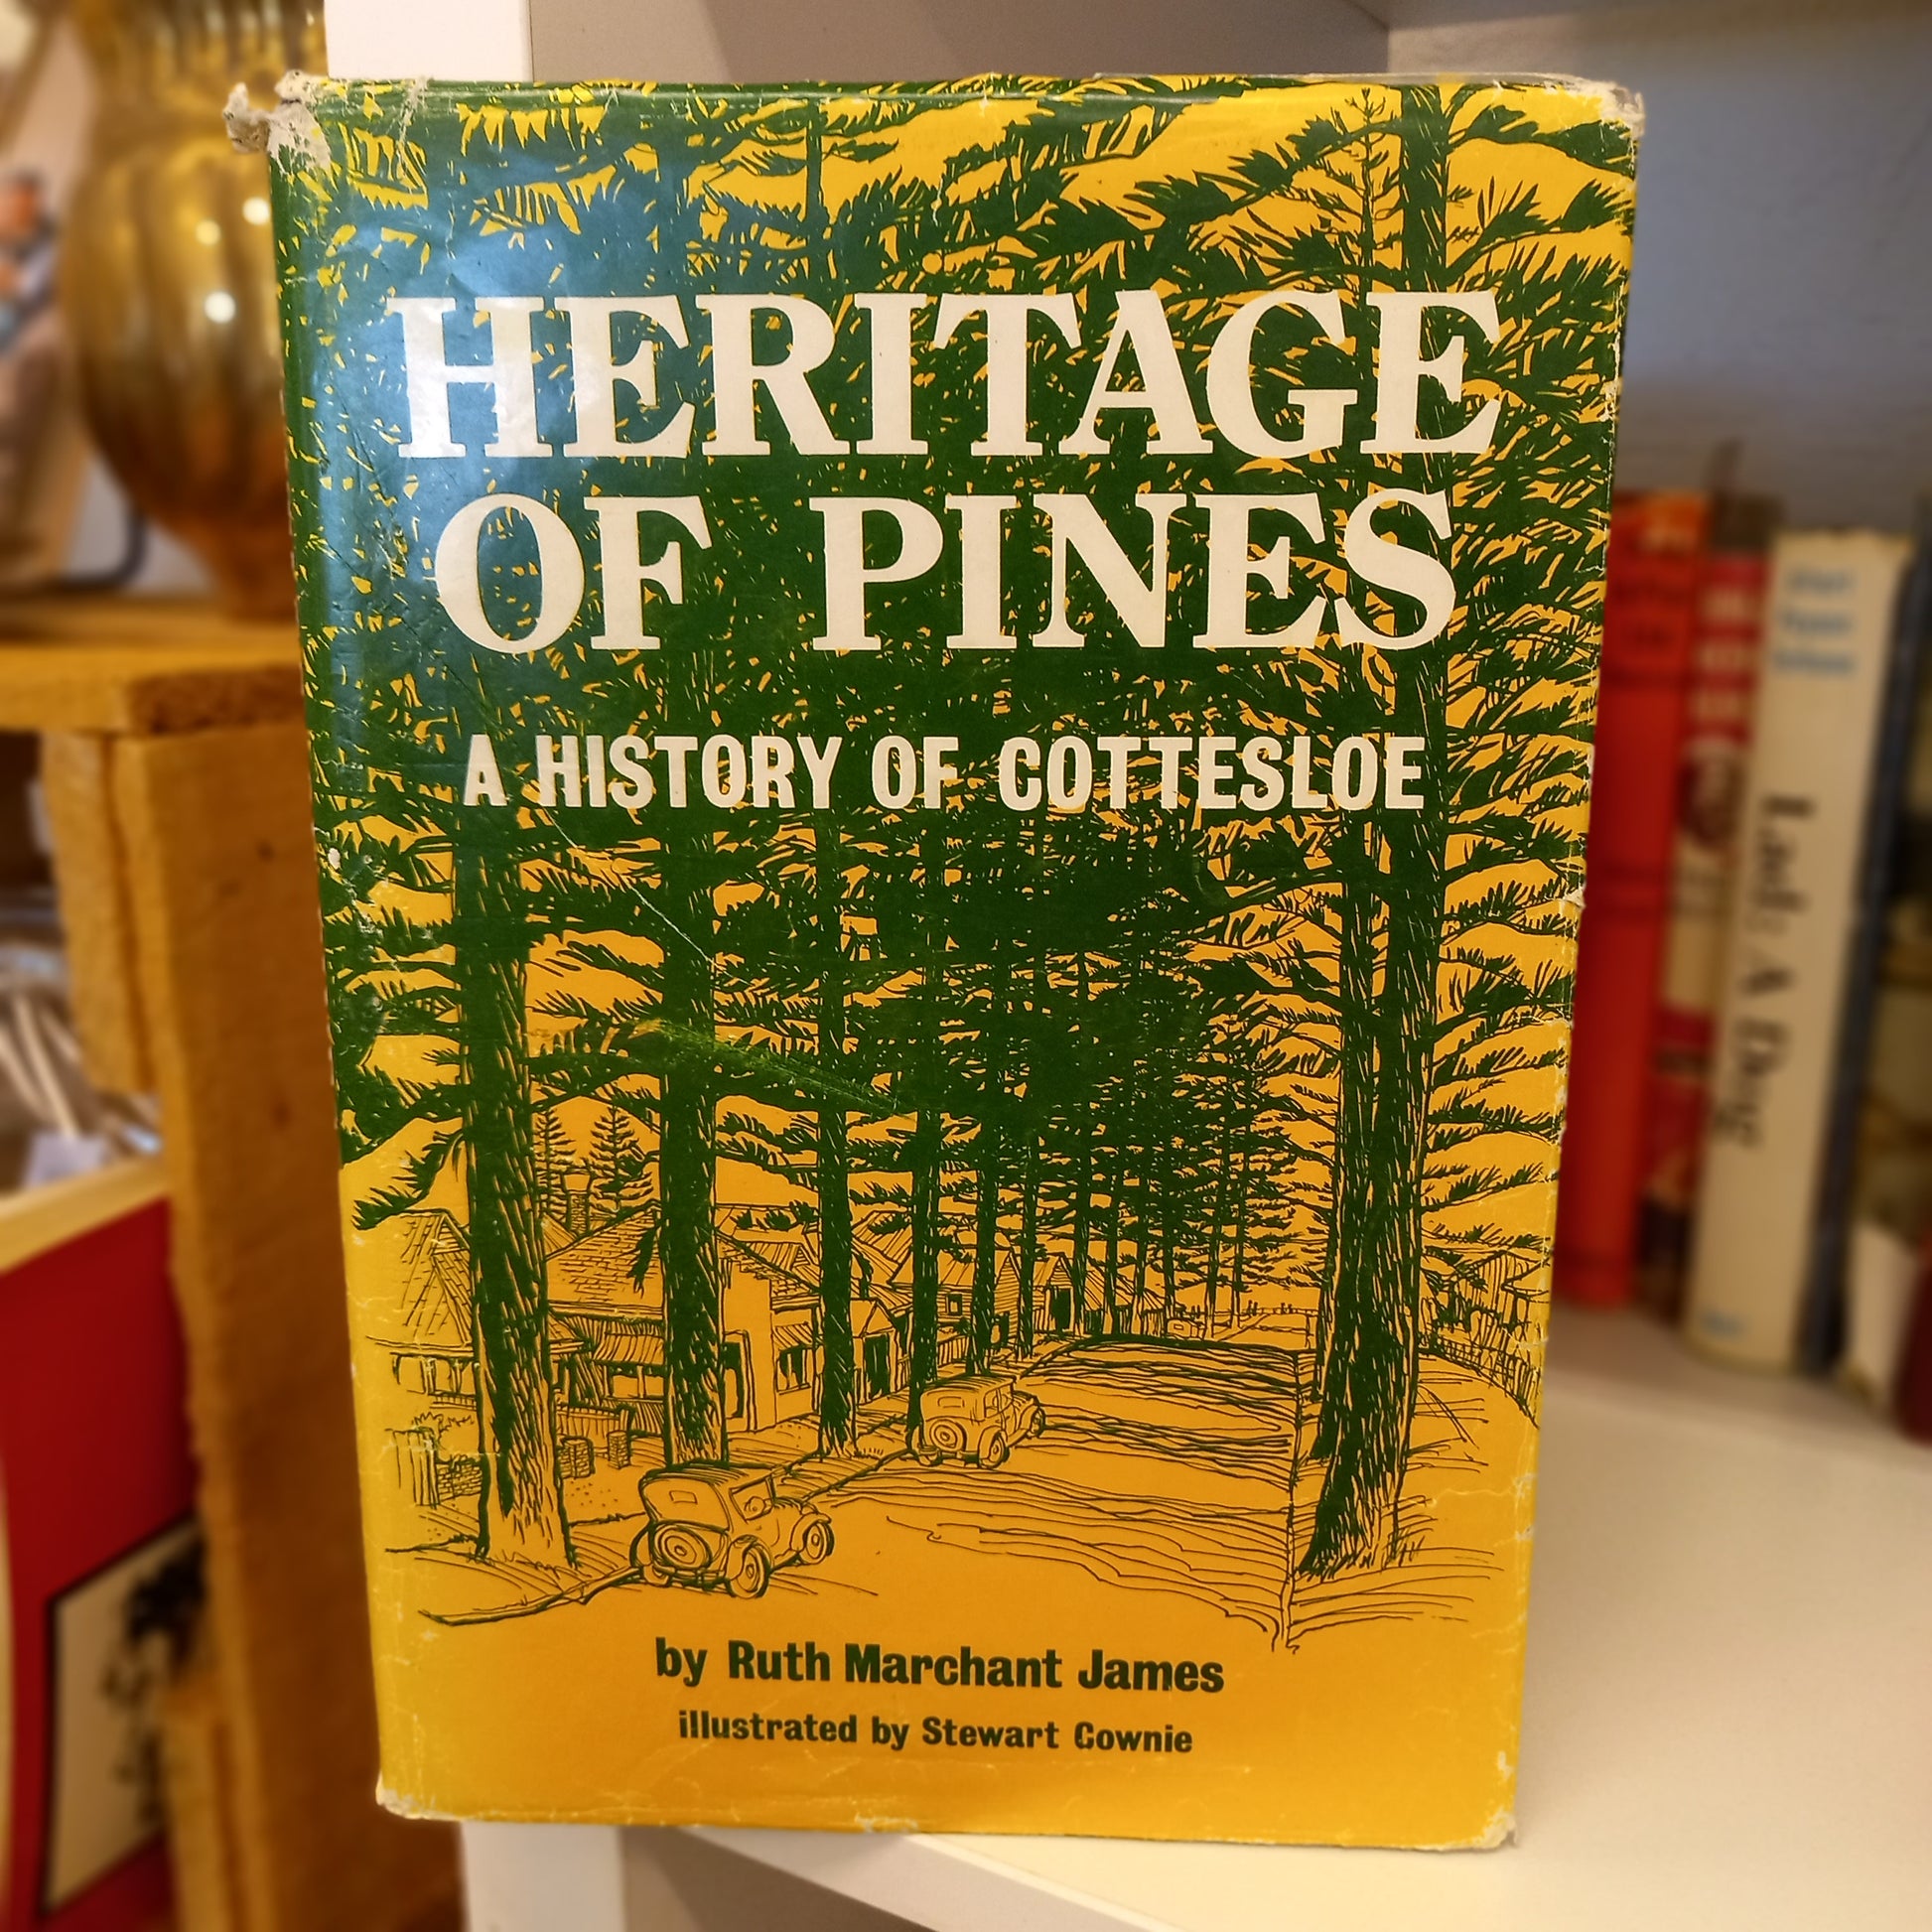 HERITAGE
OF PINES
A HISTORY OF COTTESLOE
by Ruth Marchant James
illustrated by Stewart Cownie